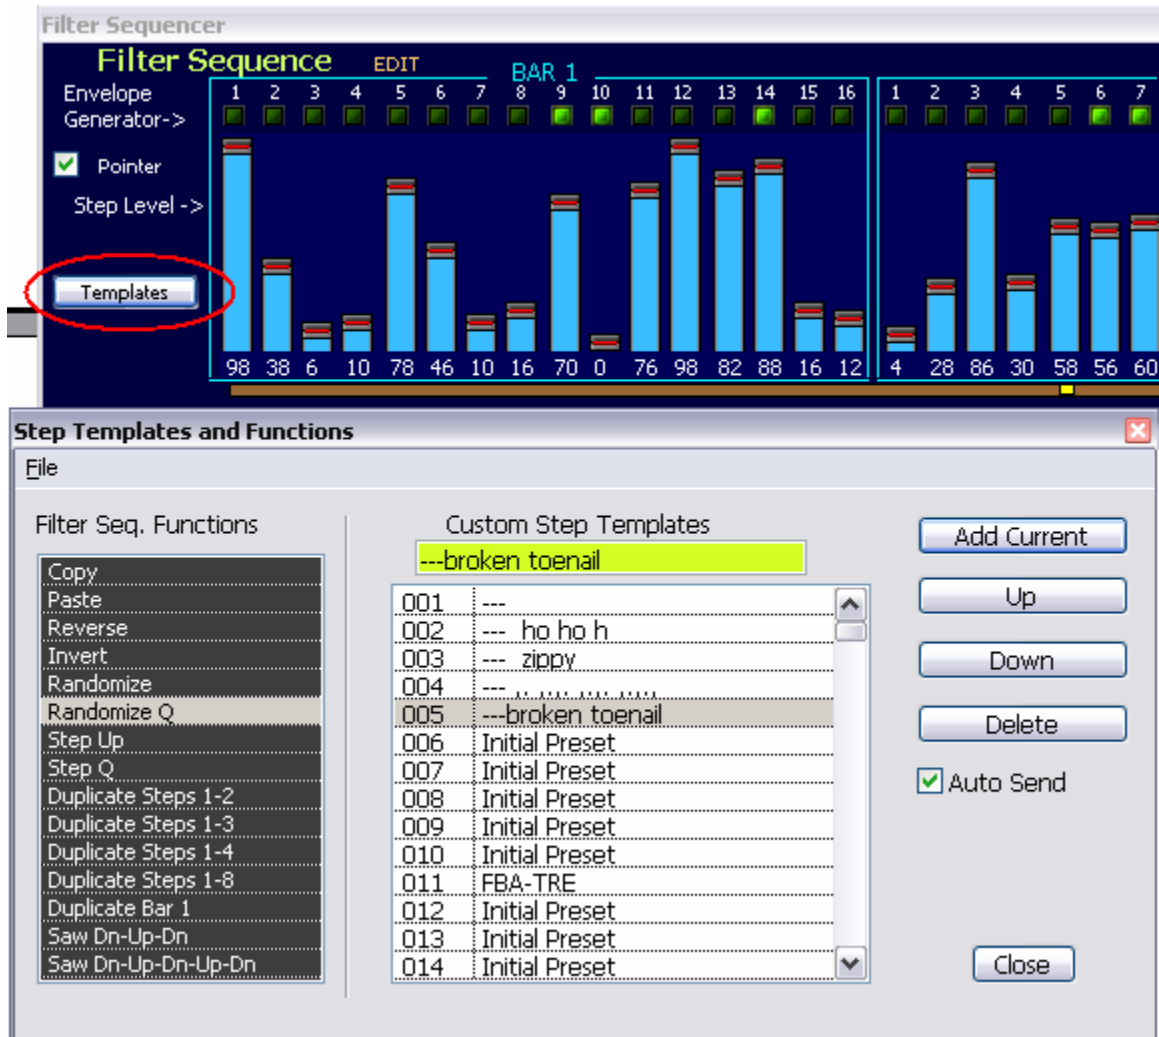 Filter Sequencer
Filter Sequence EDIT
BAR 1
Envelope Generator->
1 2 3 4 5 6 7 8 9 10 11 12 13 14 15 16 1 2 3 4 5 6 7
Pointer
Step Level ->
Templates
98 38 6 10 78 46 10 16 70 0 76 98 82 88 16 12 4 28 86 30 58 56 60
Step Templates and Functions
File
Filter Seq. Functions
Copy
Paste
Reverse
Invert
Randomize
Randomize Q
Step Up
Step Q
Duplicate Steps 1-2
Duplicate Steps 1-3
Duplicate Steps 1-4
Duplicate Steps 1-8
Duplicate Bar 1
Saw Dn-Up-Dn
Saw Dn-Up-Dn-Up-Dn
Custom Step Templates
---broken toenail
001 ---
002 --- ho ho h
003 --- zippy
004 --- ,. ,.,. .,., ,.,.,
005 ---broken toenail
006 Initial Preset
007 Initial Preset
008 Initial Preset
009 Initial Preset
010 Initial Preset
011 FBA-TRE
012 Initial Preset
013 Initial Preset
014 Initial Preset
Add Current
Up
Down
Delete
Auto Send
Close